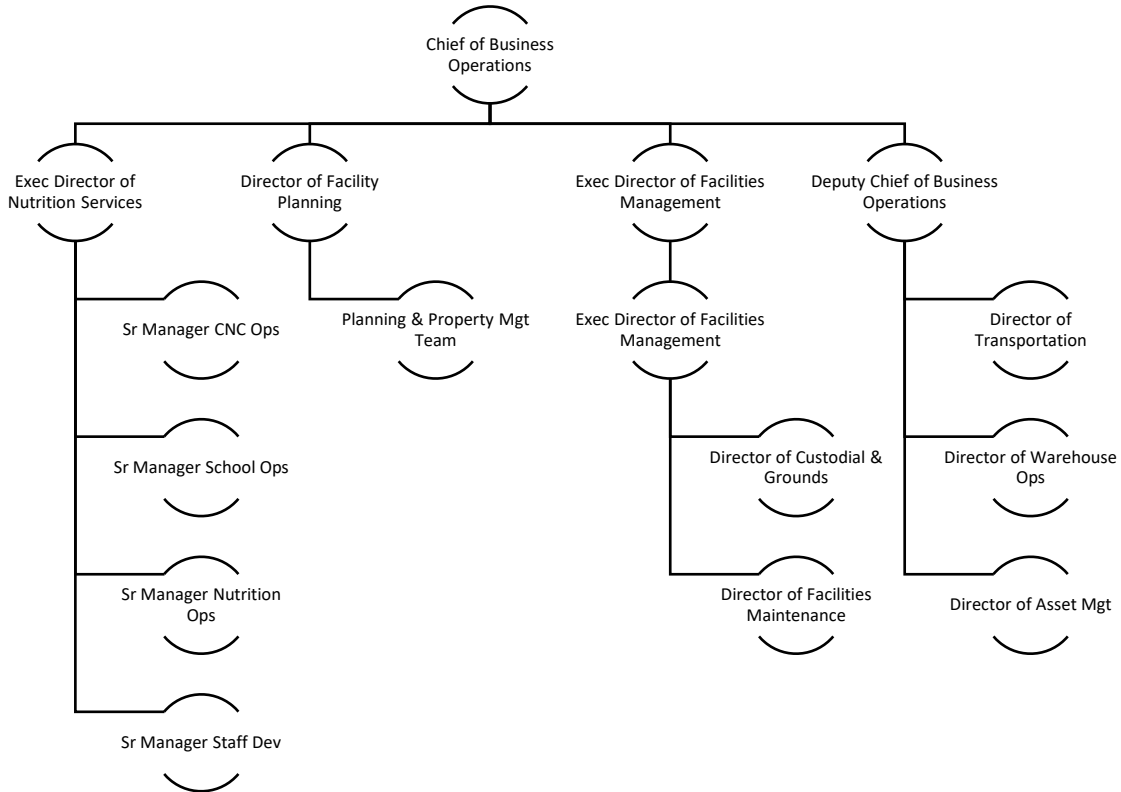 Chief of Business
Operations
Exec Director of
Nutrition Services
Director of Facility
Planning
Exec Director of Facilities
Management
Deputy Chief of Business
Operations
Sr Manager CNC Ops
Planning & Property Mgt
Team
Exec Director of Facilities
Management
Director of
Transportation
Sr Manager School Ops
Director of Custodial &
Grounds
Director of Warehouse
Ops
Sr Manager Nutrition
Ops
Director of Facilities
Maintenance
Director of Asset Mgt
Sr Manager Staff Dev